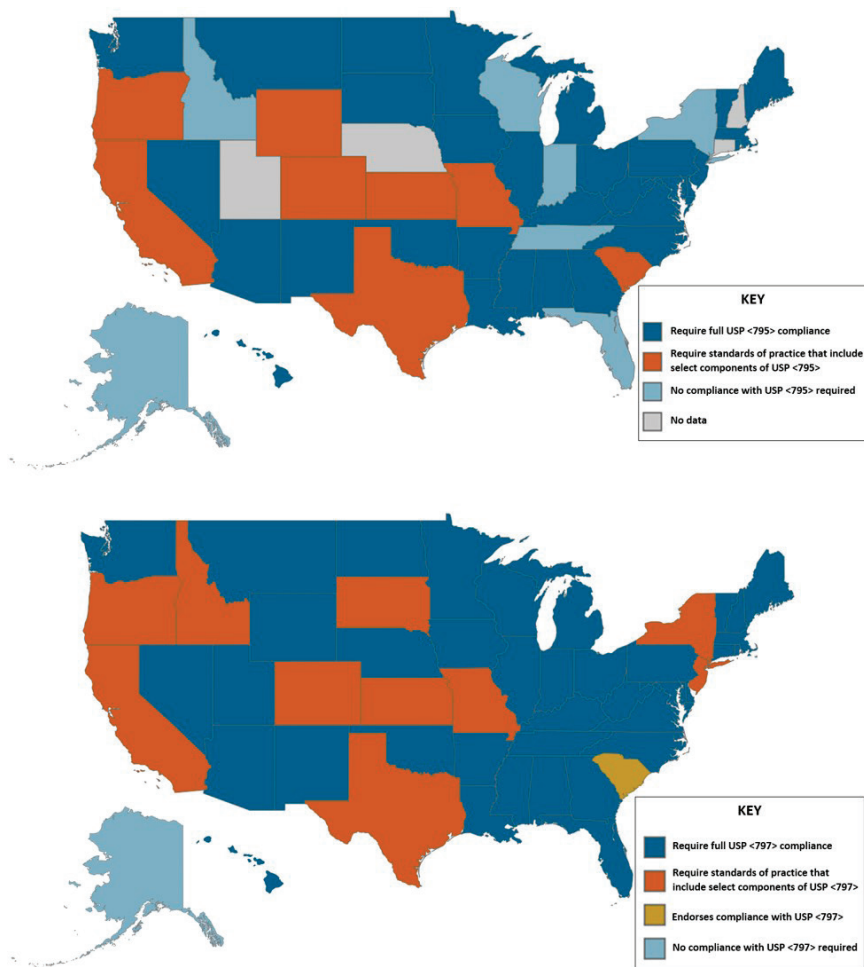 KEY
Require full USP <795> compliance
Require standards of practice that include
select components of USP <795>
No compliance with USP <795> required
No data
KEY
Require full USP <797> compliance
Require standards of practice that
include select components of USP <797>
Endorses compliance with USP <797>
No compliance with USP <797> required